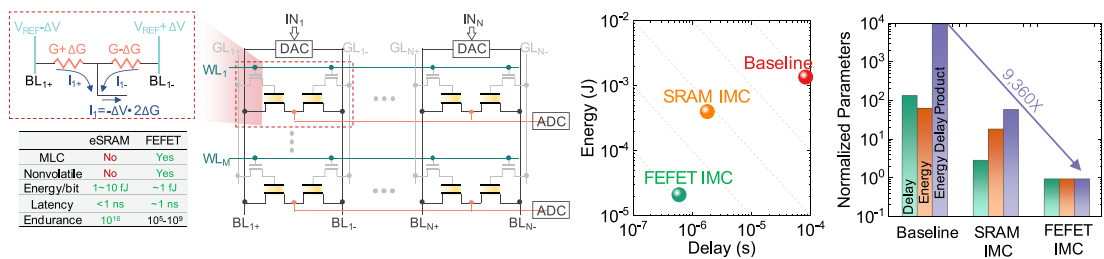 V_REF-ΔV
V_REF+ΔV
G+ΔG
G-ΔG
BL1+
I1+
I1-
BL1-
I1=-ΔV•2ΔG
eSRAM FEFET
MLC No Yes
Nonvolatile No Yes
Energy/bit 1~10 fJ ~1 fJ
Latency <1 ns ~1 ns
Endurance 10^16 10^5-10^9
IN1
INN
GL1+ DAC GL1- GLN+ DAC GLN-
WL1
ADC
WLM
ADC
BL1+ BL1- BLN+ BLN-
Energy (J)
10^-2
10^-3
10^-4
10^-5
Baseline
SRAM IMC
FEFET IMC
10^-7 10^-6 10^-5 10^-4
Delay (s)
Normalized Parameters
10^4
10^3
10^2
10^1
10^0
10^-1
Delay
Energy
Energy Delay Product
9,360X
Baseline SRAM IMC FEFET IMC